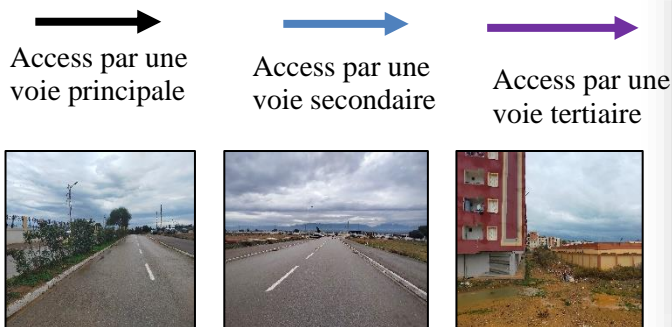 Access par une
voie principale
Access par une
voie secondaire
Access par une
voie tertiaire